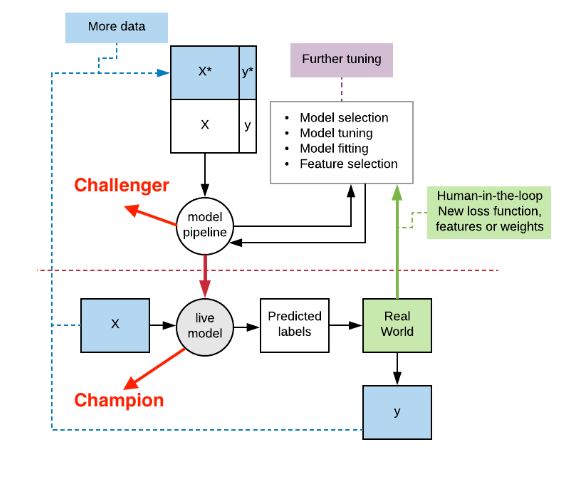 More data
Further tuning
X*
y*
X
y
• Model selection
• Model tuning
• Model fitting
• Feature selection
Challenger
model
pipeline
Human-in-the-loop
New loss function,
features or weights
X
live
model
Predicted
labels
Real
World
Champion
y